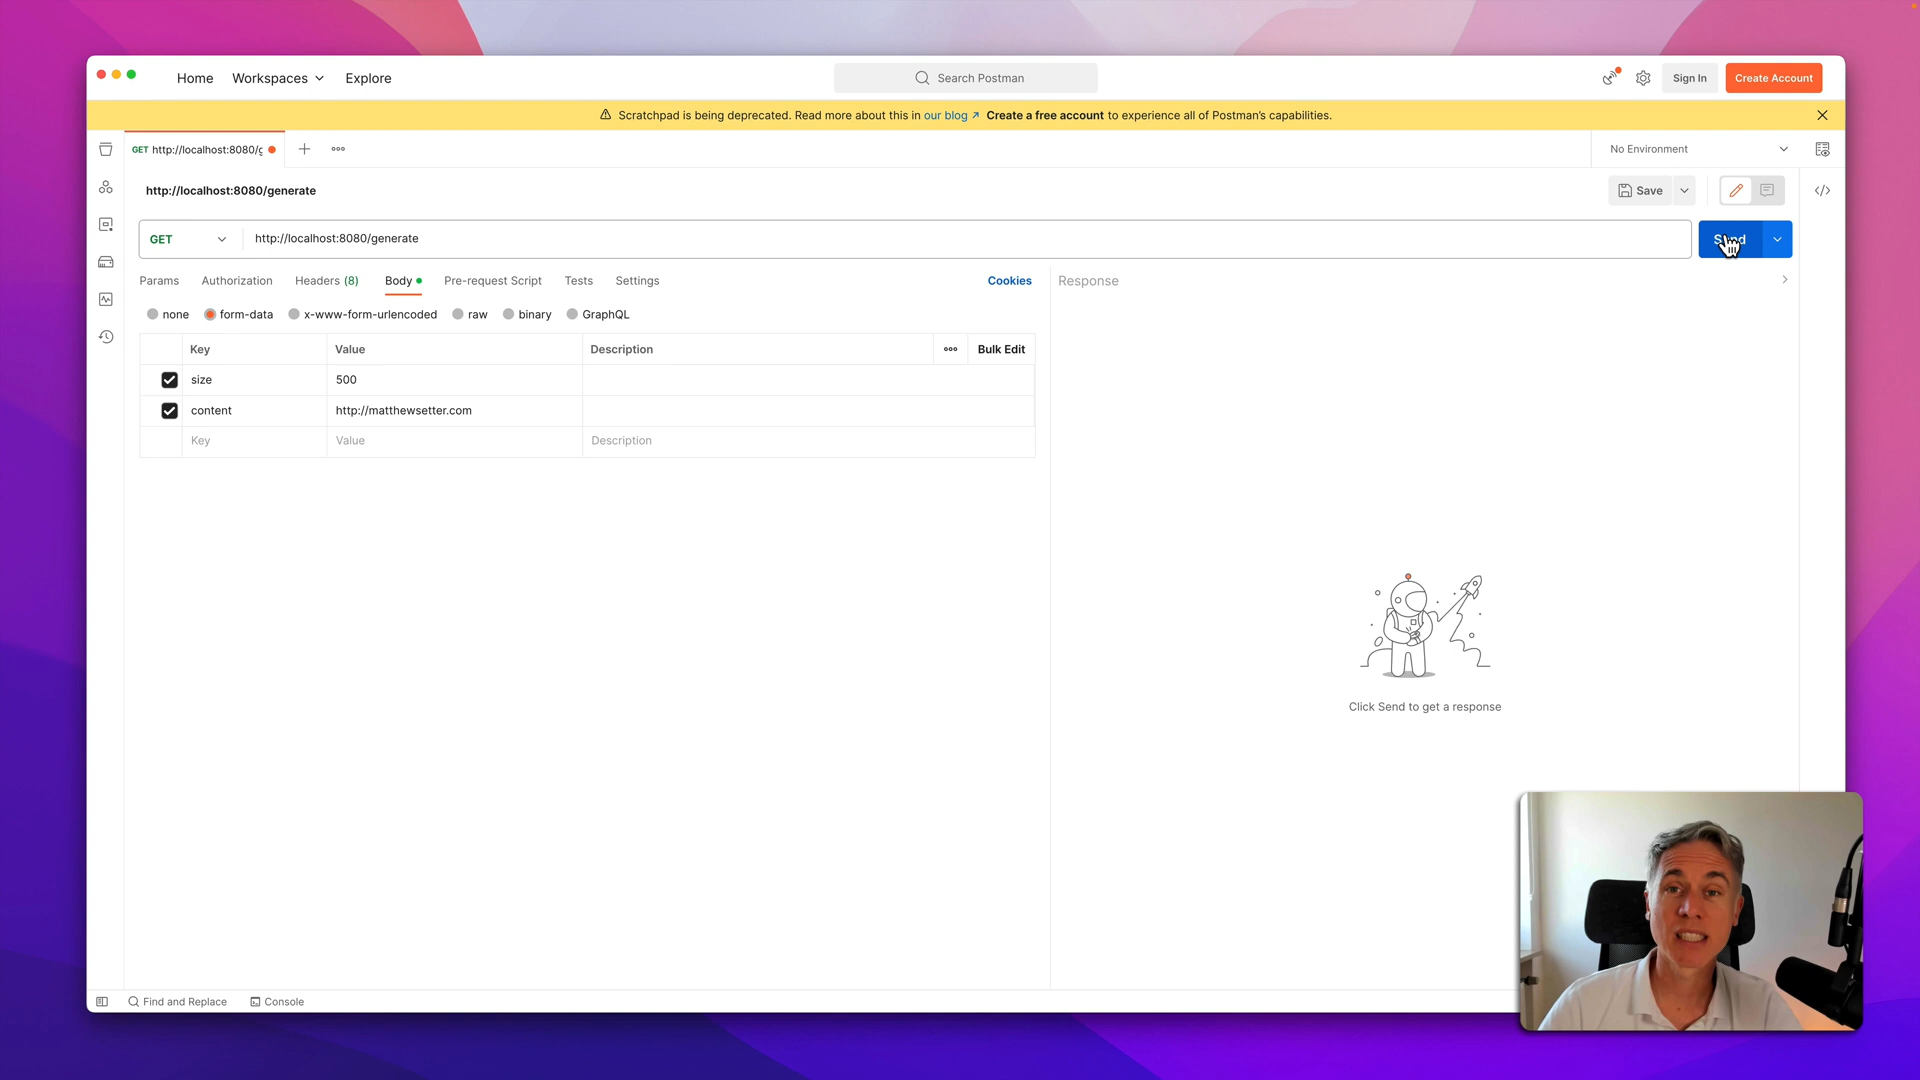 Home Workspaces Explore
Search Postman
Sign In Create Account
Scratchpad is being deprecated. Read more about this in our blog ↗ Create a free account to experience all of Postman's capabilities.
GET http://localhost:8080/g
No Environment
http://localhost:8080/generate
Save
GET http://localhost:8080/generate
Send
Params Authorization Headers (8) Body Pre-request Script Tests Settings Cookies
Response
none form-data x-www-form-urlencoded raw binary GraphQL
Key Value Description Bulk Edit
size 500
content http://matthewsetter.com
Key Value Description
Click Send to get a response
Find and Replace Console